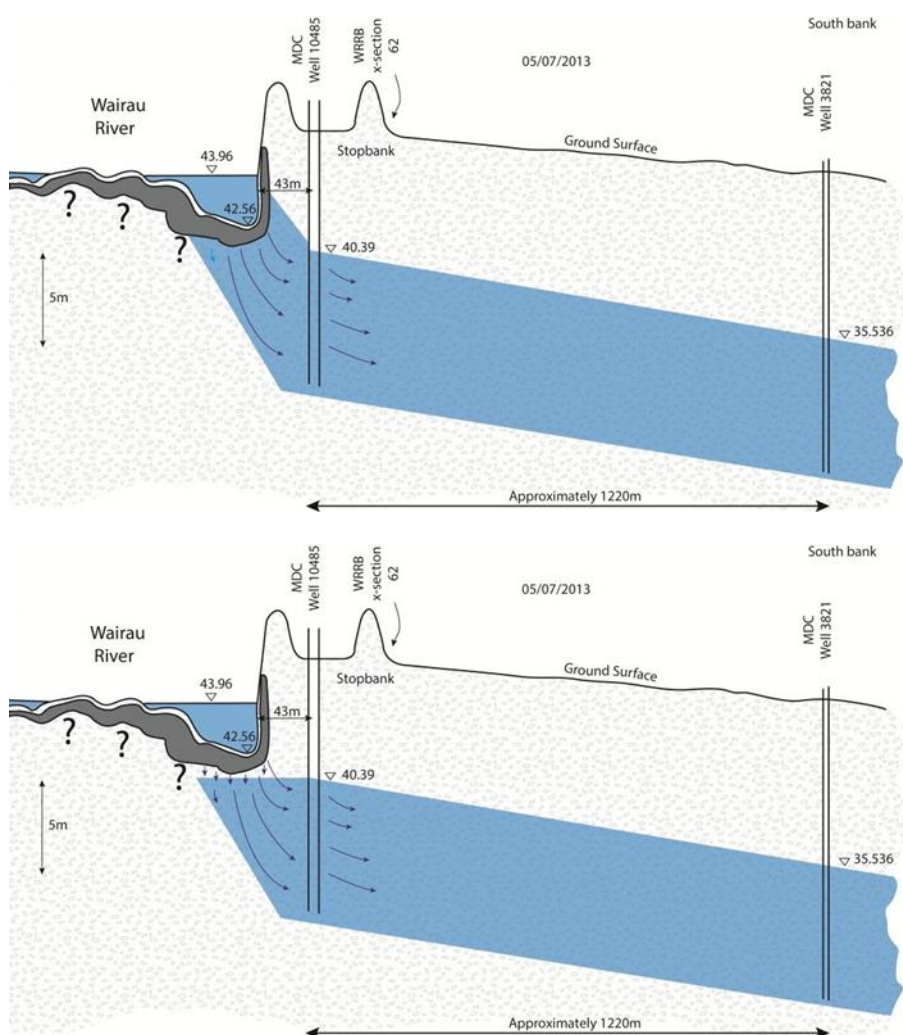 South bank
MDC
Well 10485
WRRB
x-section
62
05/07/2013
MDC
Well 3821
Wairau
River
Ground Surface
Stopbank
43.96
43m
42.56
40.39
?
?
?
5m
35.536
Approximately 1220m
South bank
MDC
Well 10485
WRRB
x-section
62
05/07/2013
MDC
Well 3821
Wairau
River
Ground Surface
Stopbank
43.96
43m
42.56
40.39
?
?
?
5m
35.536
Approximately 1220m